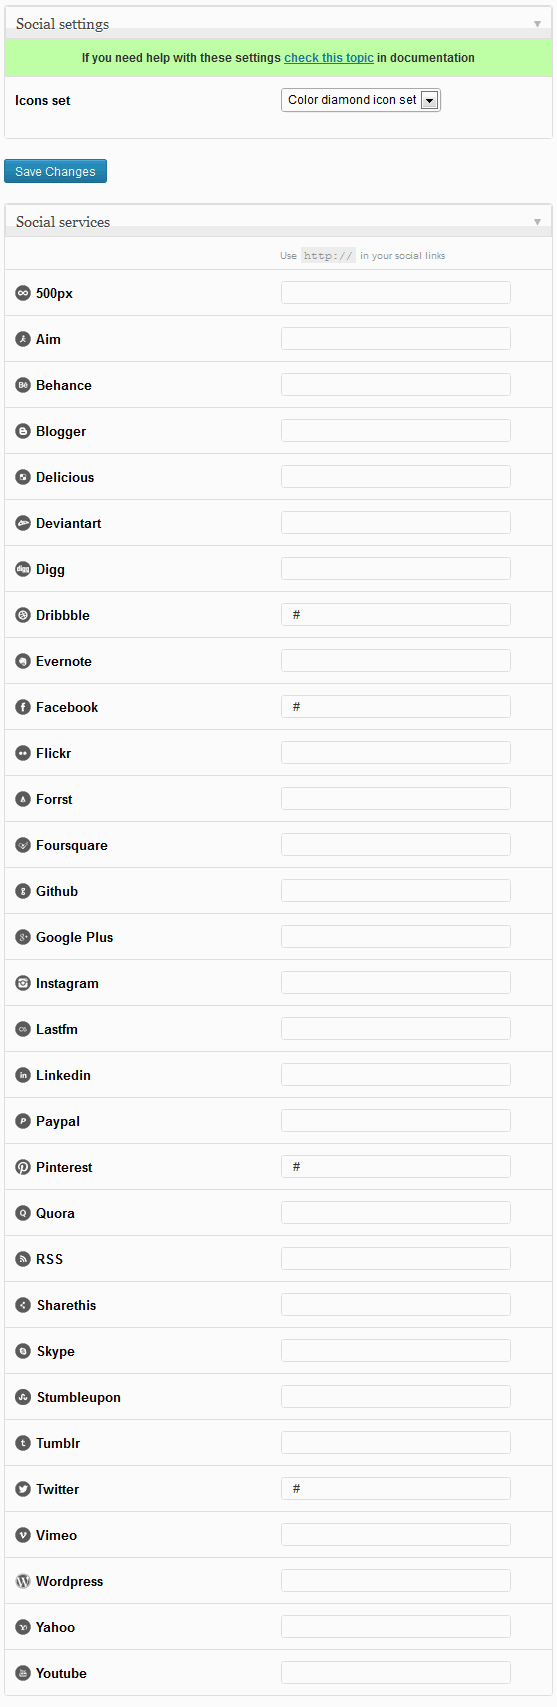 Social settings
If you need help with these settings check this topic in documentation
Icons set Color diamond icon set
Save Changes
Social services
Use http:// in your social links
500px
Aim
Behance
Blogger
Delicious
Deviantart
Digg
Dribbble #
Evernote
Facebook #
Flickr
Forrst
Foursquare
Github
Google Plus
Instagram
Lastfm
Linkedin
Paypal
Pinterest #
Quora
RSS
Sharethis
Skype
Stumbleupon
Tumblr
Twitter #
Vimeo
Wordpress
Yahoo
Youtube